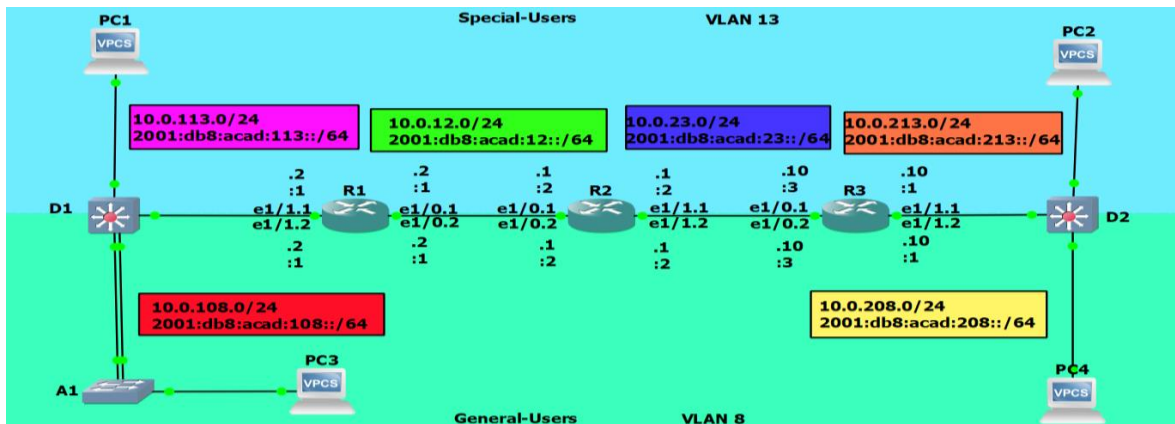 PC1
Special-Users VLAN 13
PC2
VPCS
VPCS
10.0.113.0/24
2001:db8:acad:113::/64
10.0.12.0/24
2001:db8:acad:12::/64
10.0.23.0/24
2001:db8:acad:23::/64
10.0.213.0/24
2001:db8:acad:213::/64
.2
:1
R1
.2
:1
.1
:2
R2
.1
:2
.10
:3
R3
.10
:1
D1
e1/1.1
e1/1.2
e1/0.1
e1/0.2
e1/0.1
e1/0.2
e1/1.1
e1/1.2
e1/0.1
e1/0.2
e1/1.1
e1/1.2
D2
.2
:1
.2
:1
.1
:2
.1
:2
.10
:3
.10
:1
10.0.108.0/24
2001:db8:acad:108::/64
10.0.208.0/24
2001:db8:acad:208::/64
PC3
VPCS
PC4
VPCS
A1
General-Users VLAN 8